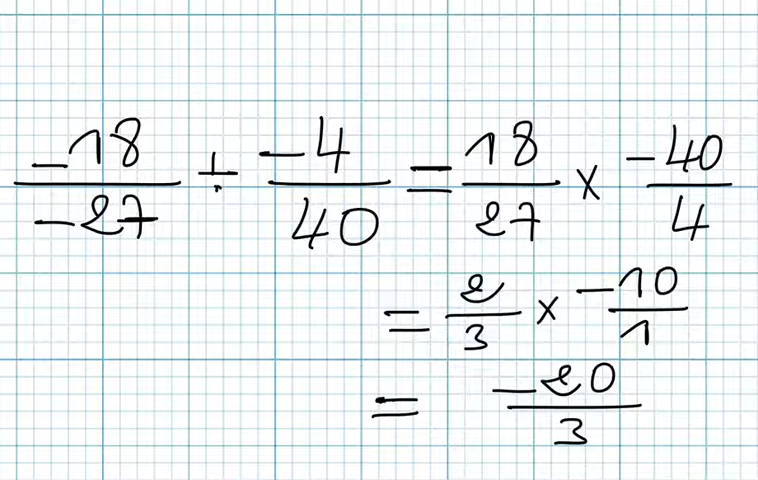 -18/-27 ÷ -4/40 = 18/27 × -40/4
= 2/3 × -10/1
= -20/3